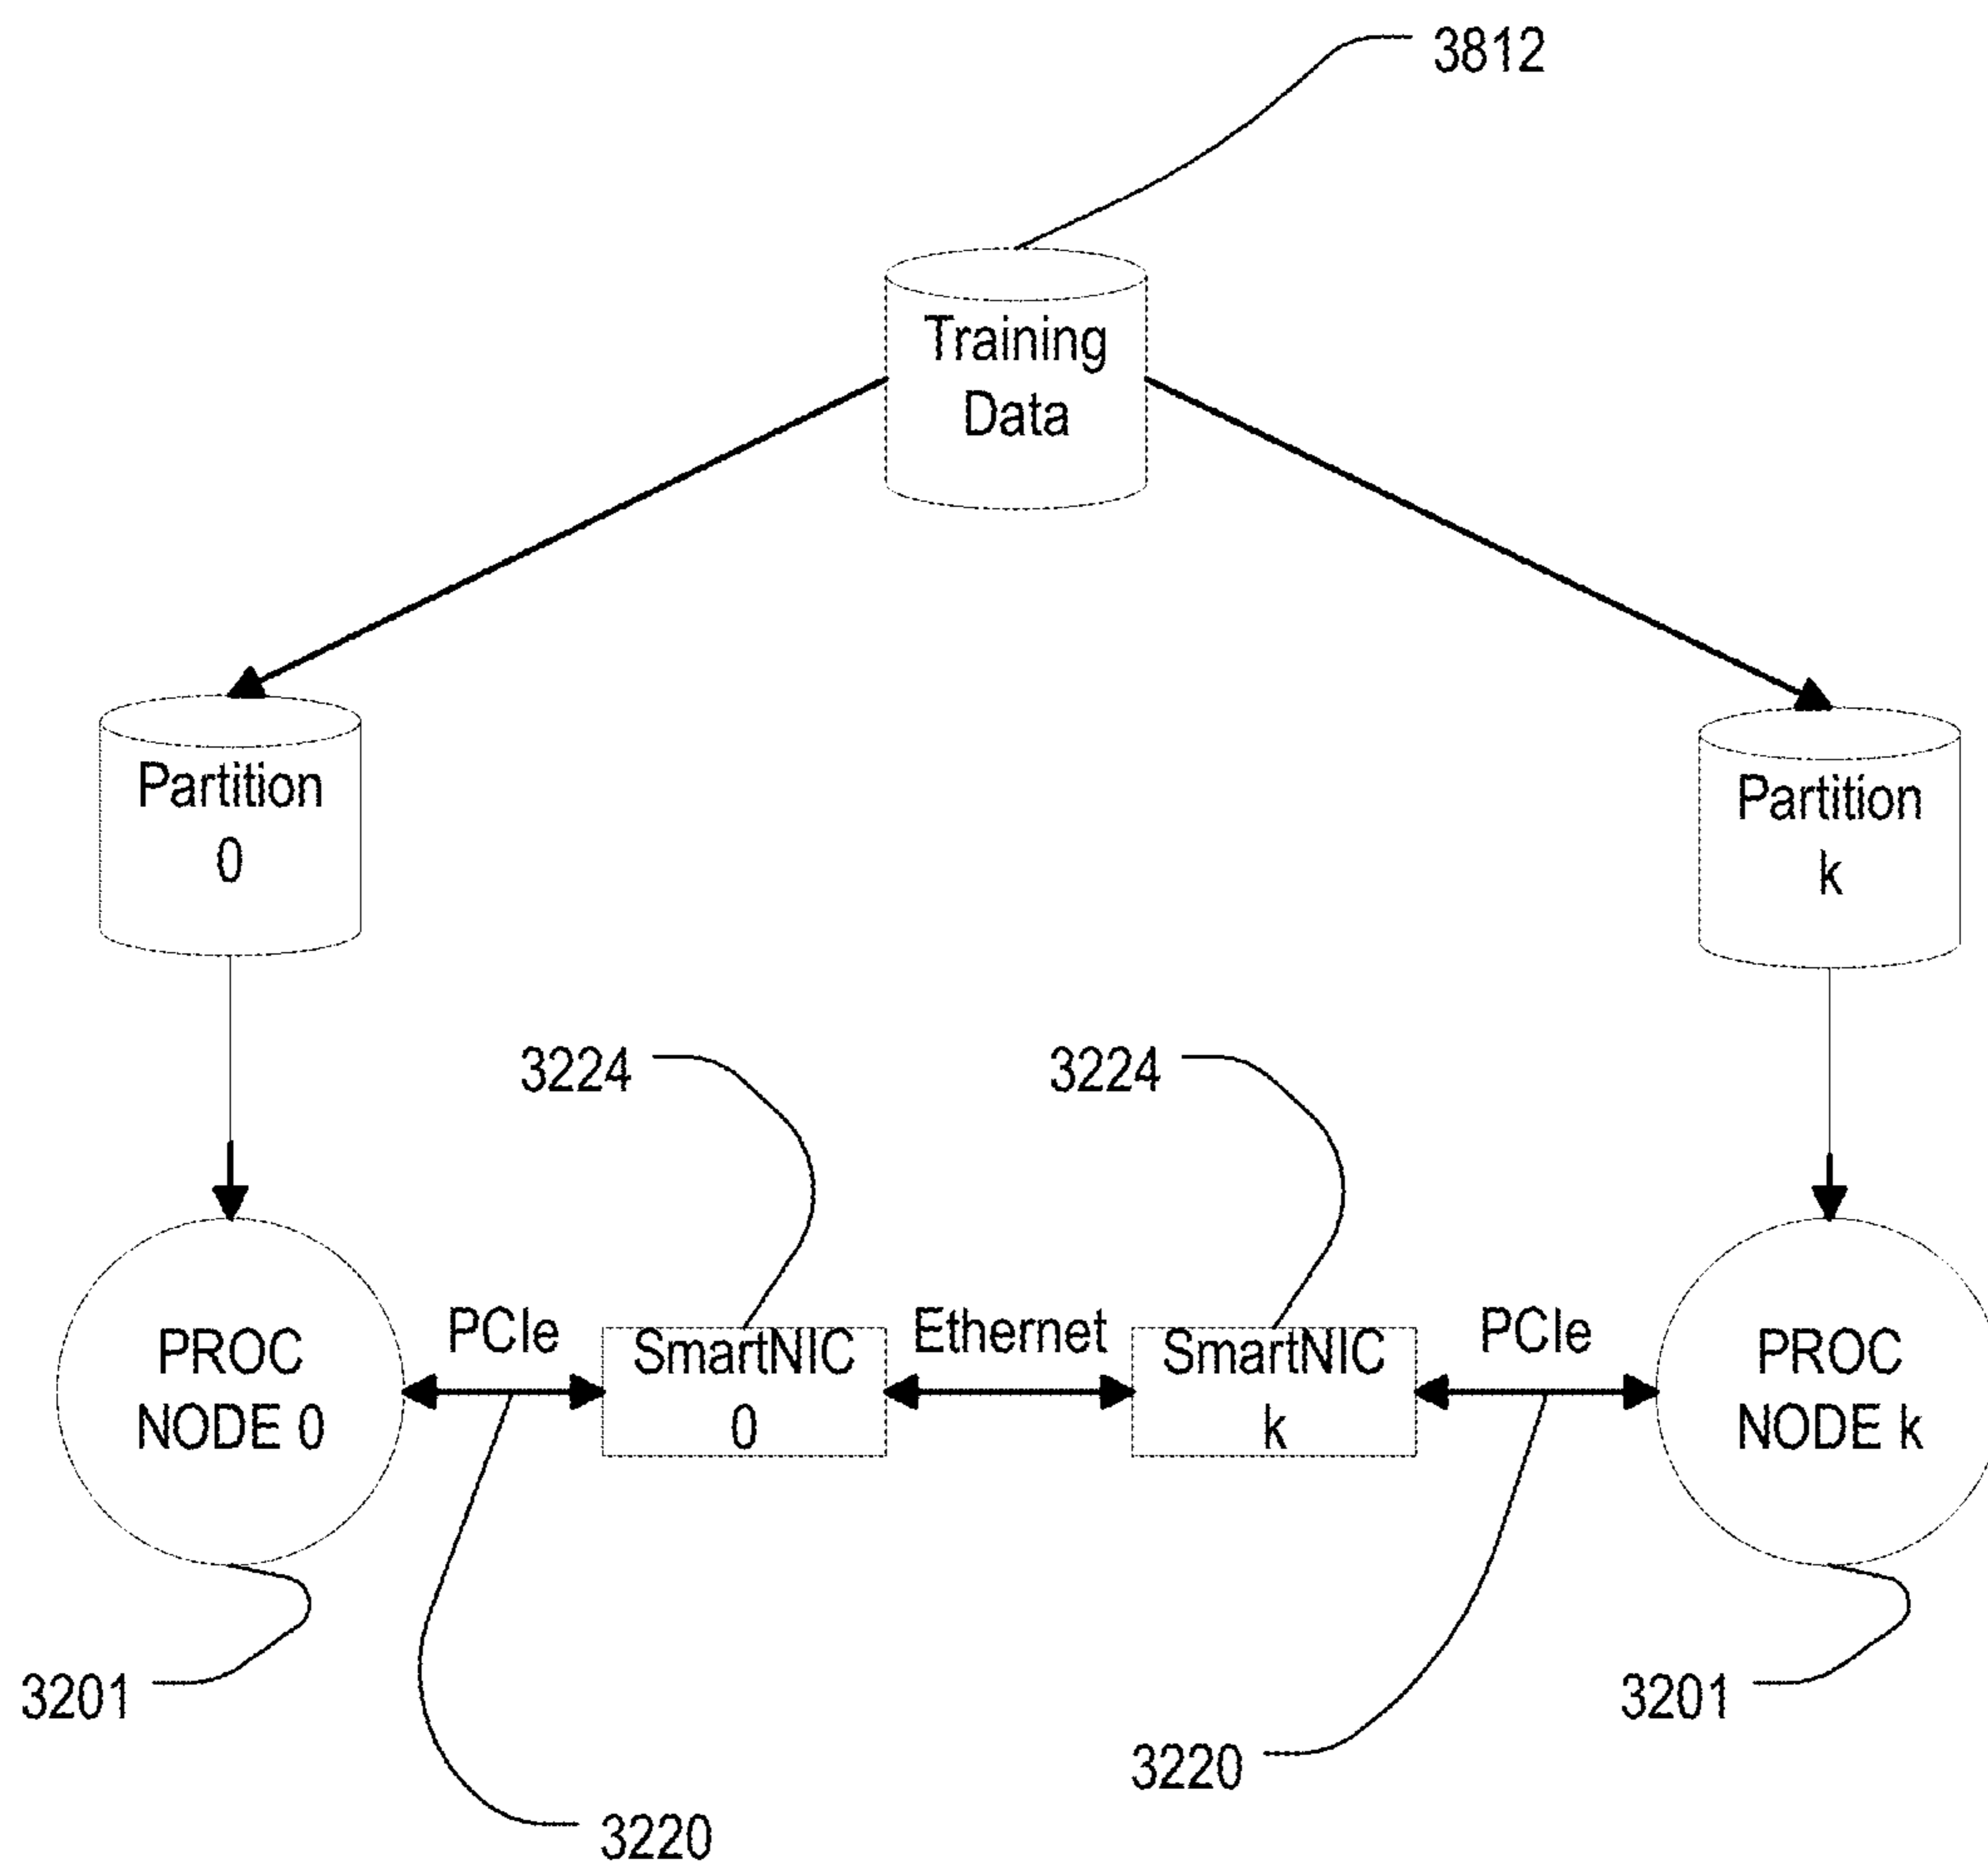 3812
Training
Data
Partition
0
Partition
k
3224
3224
PROC
NODE 0
PCIe
SmartNIC
0
Ethernet
SmartNIC
k
PCIe
PROC
NODE k
3201
3220
3220
3201